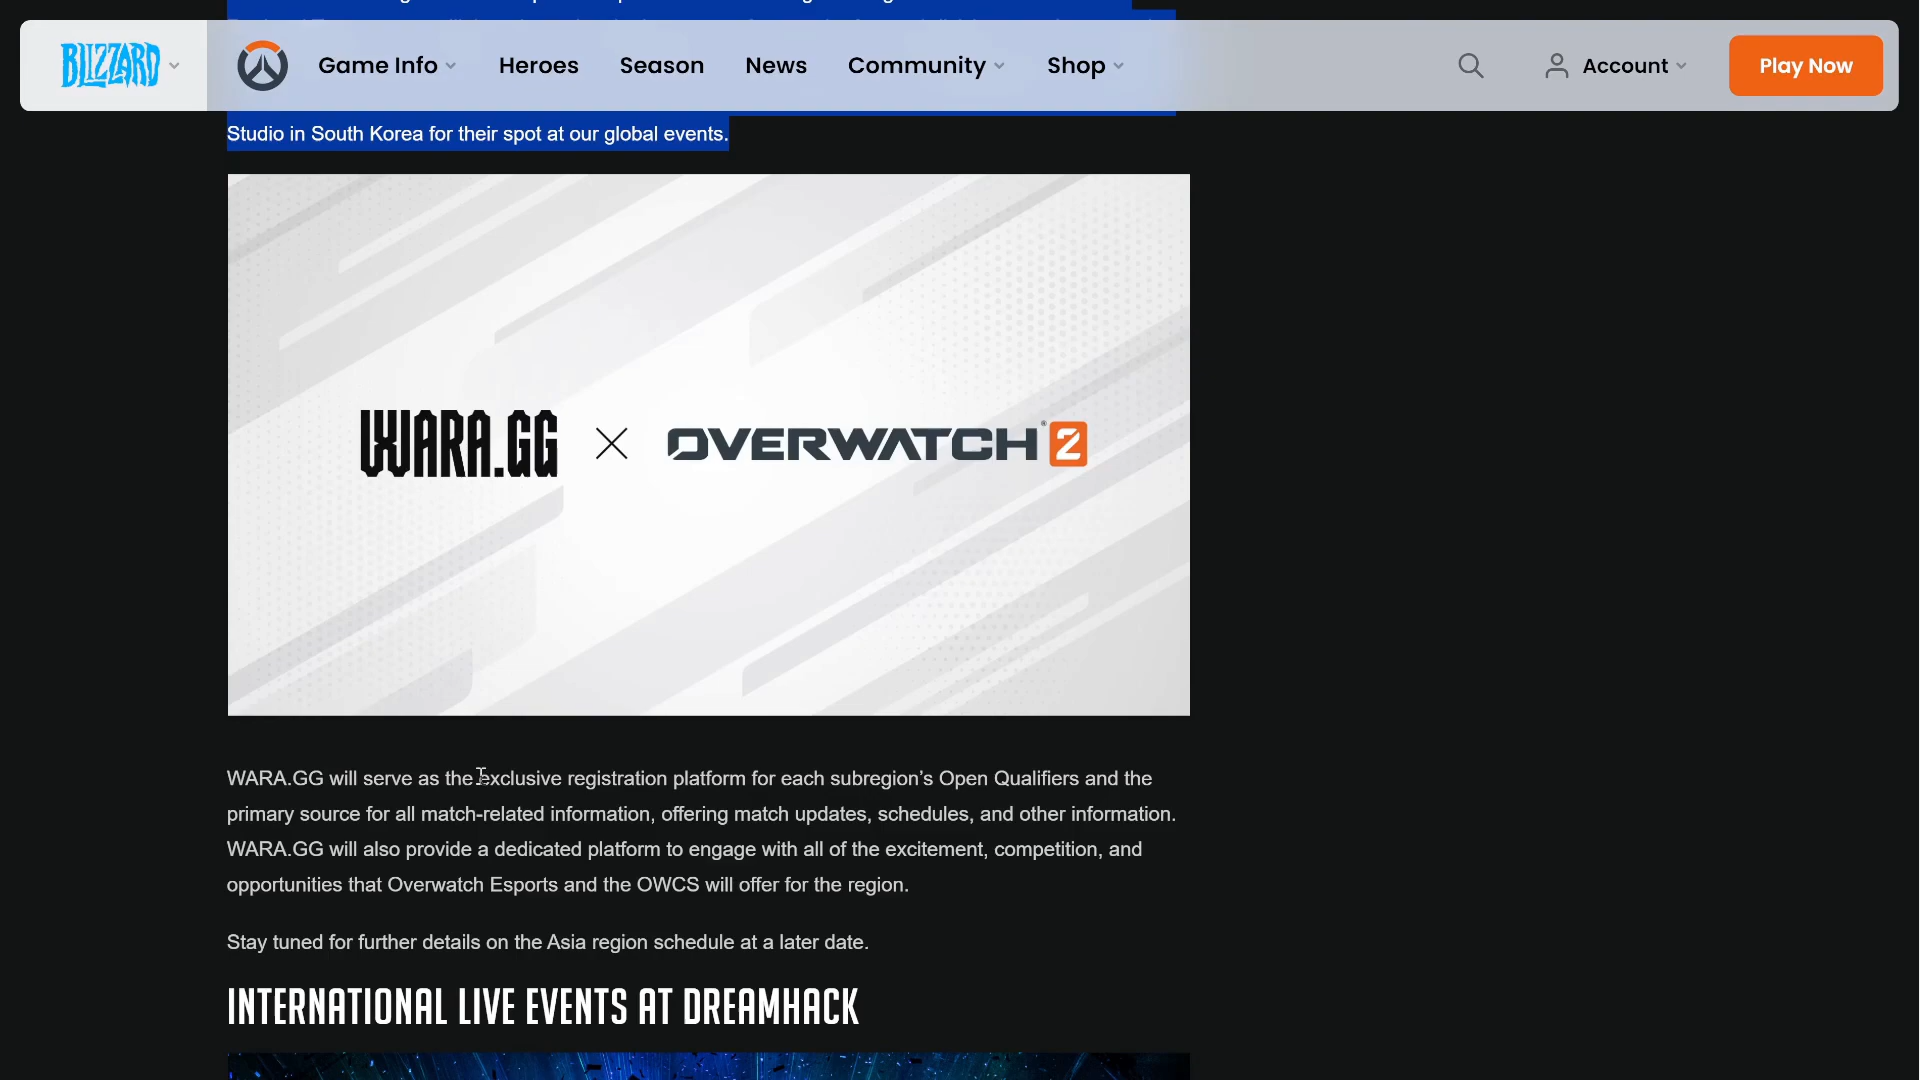 BLIZZARD
Game Info
Heroes
Season
News
Community
Shop
Account
Play Now
Studio in South Korea for their spot at our global events.
WARA.GG
OVERWATCH® 2
WARA.GG will serve as the exclusive registration platform for each subregion’s Open Qualifiers and the
primary source for all match-related information, offering match updates, schedules, and other information.
WARA.GG will also provide a dedicated platform to engage with all of the excitement, competition, and
opportunities that Overwatch Esports and the OWCS will offer for the region.
Stay tuned for further details on the Asia region schedule at a later date.
INTERNATIONAL LIVE EVENTS AT DREAMHACK